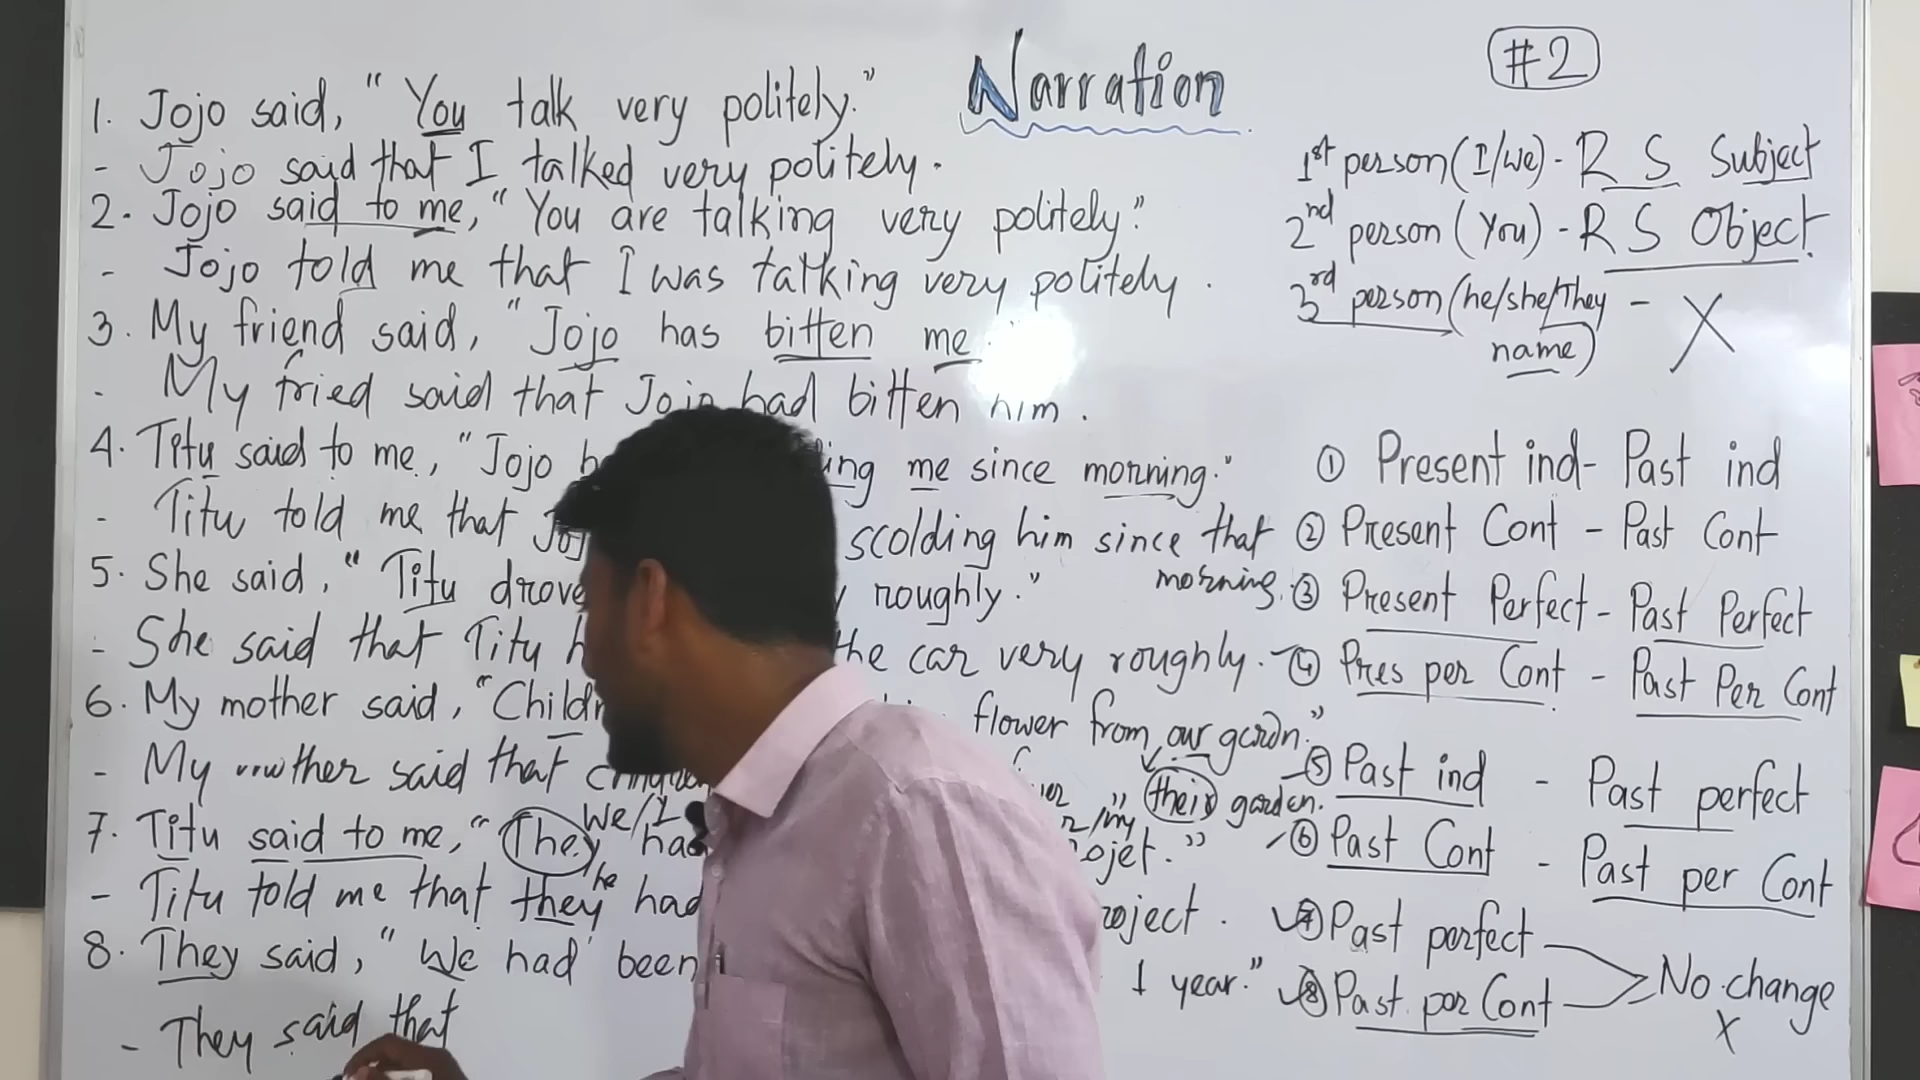 Narration
#2
1. Jojo said, "You talk very politely."
- Jojo said that I talked very politely.
2. Jojo said to me, "You are talking very politely."
- Jojo told me that I was talking very politely.
3. My friend said, "Jojo has bitten me."
- My fried said that Jojo had bitten him.
4. Titu said to me, "Jojo ing me since morning."
- Titu told me that scolding him since that
morning.
5. She said, "Titu drove roughly."
- She said that Titu the car very roughly.
6. My mother said, "Childr flower from our gardn."
- My mother said that children their garden.
We/I
7. Titu said to me, "They had ojet."
he
- Titu told me that they had roject.
8. They said, "We had been 1 year."
- They said that
1st person (I/We) - R S Subject
2nd person (You) - R S Object.
3rd person (he/she/They - X
name)
① Present ind - Past ind
② Present Cont - Past Cont
③ Present Perfect - Past Perfect
④ Pres per Cont - Past Per Cont
⑤ Past ind - Past perfect
⑥ Past Cont - Past per Cont
⑦ Past perfect
⑧ Past per Cont
No change
X